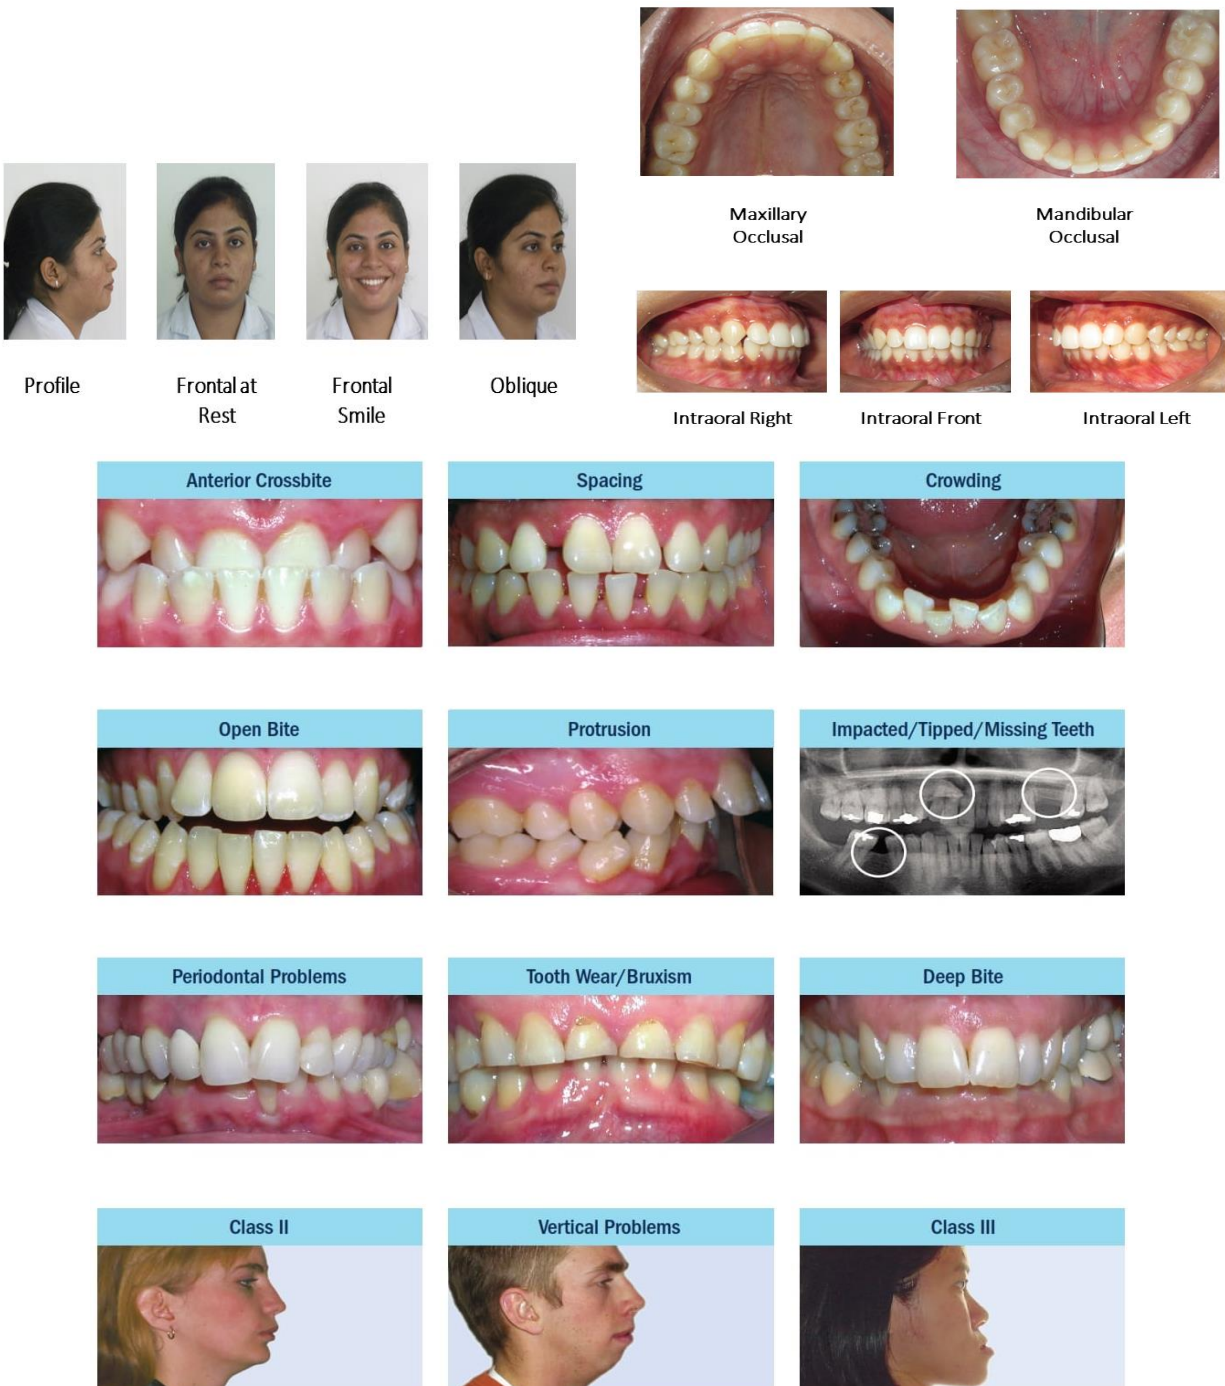 Maxillary
Occlusal
Mandibular
Occlusal
Profile
Frontal at
Rest
Frontal
Smile
Oblique
Intraoral Right
Intraoral Front
Intraoral Left
Anterior Crossbite
Spacing
Crowding
Open Bite
Protrusion
Impacted/Tipped/Missing Teeth
Periodontal Problems
Tooth Wear/Bruxism
Deep Bite
Class II
Vertical Problems
Class III